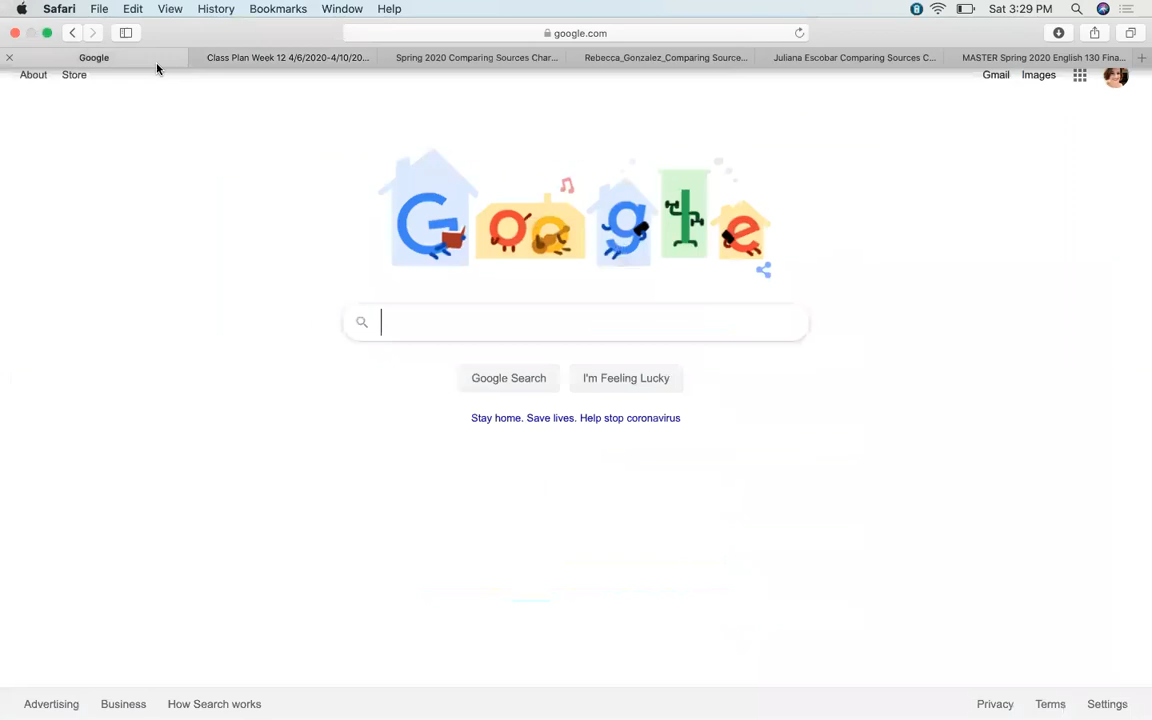 Safari File Edit View History Bookmarks Window Help Sat 3:29 PM
google.com
Google Class Plan Week 12 4/6/2020-4/10/20... Spring 2020 Comparing Sources Char... Rebecca_Gonzalez_Comparing Source... Juliana Escobar Comparing Sources C... MASTER Spring 2020 English 130 Fina...
About Store Gmail Images
Google
Google Search I'm Feeling Lucky
Stay home. Save lives. Help stop coronavirus
Advertising Business How Search works Privacy Terms Settings